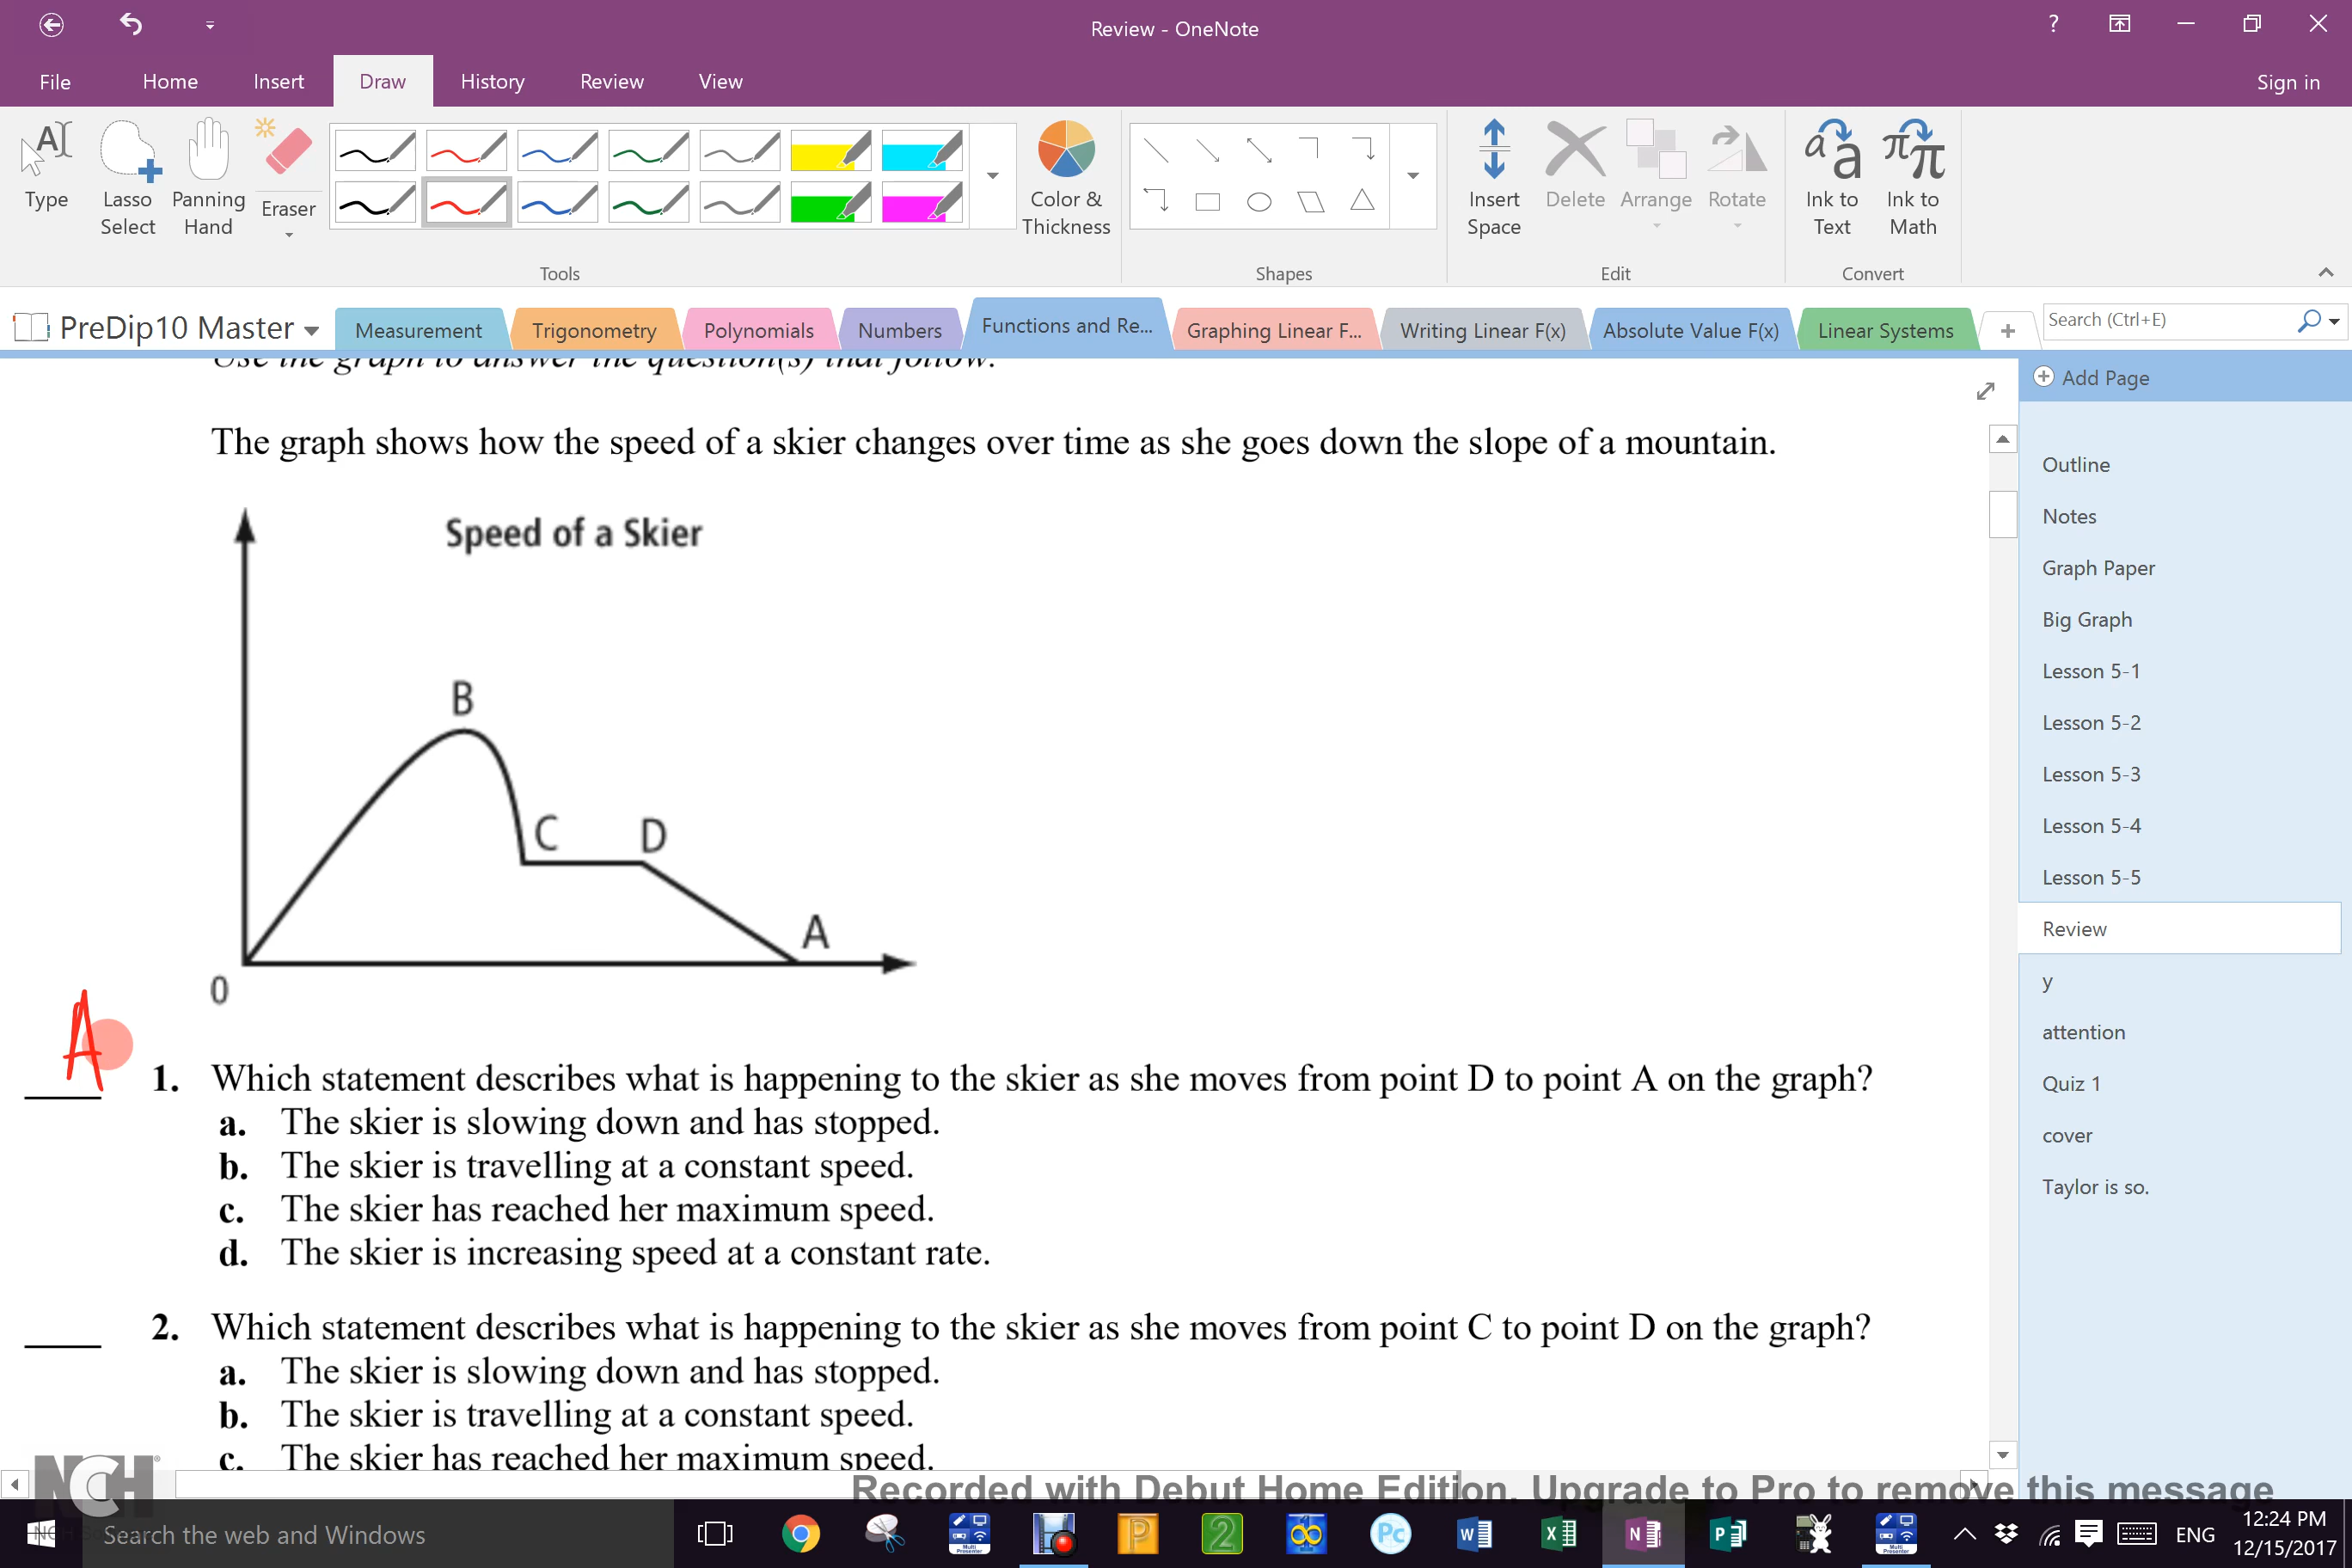 Review - OneNote
?
File Home Insert Draw History Review View
Sign in
Type
Lasso Select
Panning Hand
Eraser
Color & Thickness
Insert Space
Delete
Arrange
Rotate
Ink to Text
Ink to Math
Tools Shapes Edit Convert
PreDip10 Master Measurement Trigonometry Polynomials Numbers Functions and Re... Graphing Linear F... Writing Linear F(x) Absolute Value F(x) Linear Systems + Search (Ctrl+E)
Use the graph to answer the question(s) that follow.
The graph shows how the speed of a skier changes over time as she goes down the slope of a mountain.
Speed of a Skier
B
C D
A
0
A
1. Which statement describes what is happening to the skier as she moves from point D to point A on the graph?
a. The skier is slowing down and has stopped.
b. The skier is travelling at a constant speed.
c. The skier has reached her maximum speed.
d. The skier is increasing speed at a constant rate.
2. Which statement describes what is happening to the skier as she moves from point C to point D on the graph?
a. The skier is slowing down and has stopped.
b. The skier is travelling at a constant speed.
c. The skier has reached her maximum speed.
Add Page
Outline
Notes
Graph Paper
Big Graph
Lesson 5-1
Lesson 5-2
Lesson 5-3
Lesson 5-4
Lesson 5-5
Review
y
attention
Quiz 1
cover
Taylor is so.
NCH
Recorded with Debut Home Edition. Upgrade to Pro to remove this message
Search the web and Windows
ENG
12:24 PM
12/15/2017